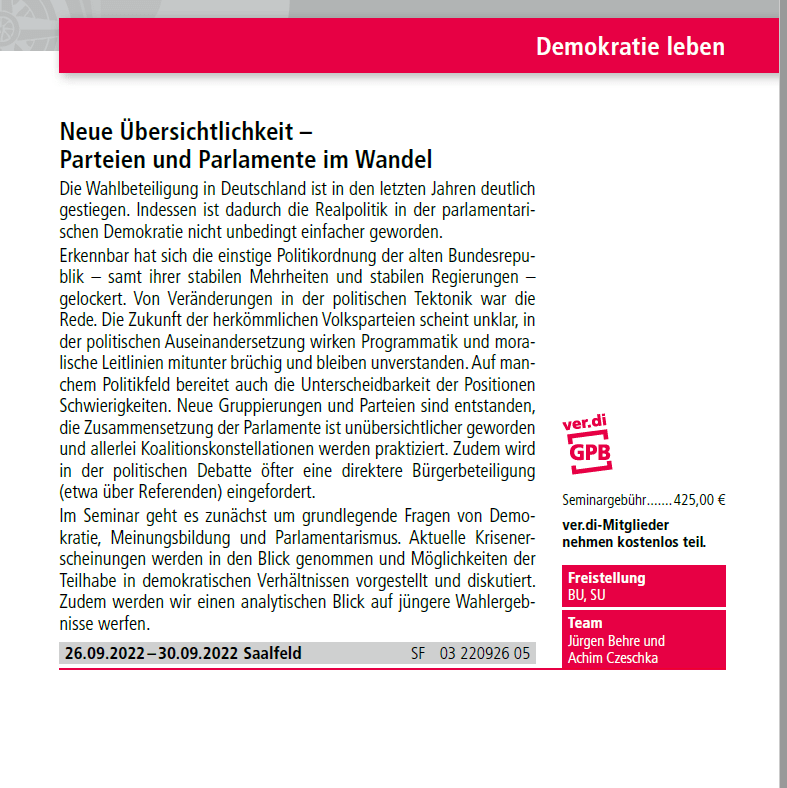 Demokratie leben
Neue Übersichtlichkeit –
Parteien und Parlamente im Wandel
Die Wahlbeteiligung in Deutschland ist in den letzten Jahren deutlich
gestiegen. Indessen ist dadurch die Realpolitik in der parlamentari-
schen Demokratie nicht unbedingt einfacher geworden.
Erkennbar hat sich die einstige Politikordnung der alten Bundesrepu-
blik – samt ihrer stabilen Mehrheiten und stabilen Regierungen –
gelockert. Von Veränderungen in der politischen Tektonik war die
Rede. Die Zukunft der herkömmlichen Volksparteien scheint unklar, in
der politischen Auseinandersetzung wirken Programmatik und mora-
lische Leitlinien mitunter brüchig und bleiben unverstanden. Auf man-
chem Politikfeld bereitet auch die Unterscheidbarkeit der Positionen
Schwierigkeiten. Neue Gruppierungen und Parteien sind entstanden,
die Zusammensetzung der Parlamente ist unübersichtlicher geworden
und allerlei Koalitionskonstellationen werden praktiziert. Zudem wird
in der politischen Debatte öfter eine direktere Bürgerbeteiligung
(etwa über Referenden) eingefordert.
Im Seminar geht es zunächst um grundlegende Fragen von Demo-
kratie, Meinungsbildung und Parlamentarismus. Aktuelle Krisener-
scheinungen werden in den Blick genommen und Möglichkeiten der
Teilhabe in demokratischen Verhältnissen vorgestellt und diskutiert.
Zudem werden wir einen analytischen Blick auf jüngere Wahlergeb-
nisse werfen.
26.09.2022–30.09.2022 Saalfeld SF 03 220926 05
ver.di
GPB
Seminargebühr.......425,00 €
ver.di-Mitglieder
nehmen kostenlos teil.
Freistellung
BU, SU
Team
Jürgen Behre und
Achim Czeschka